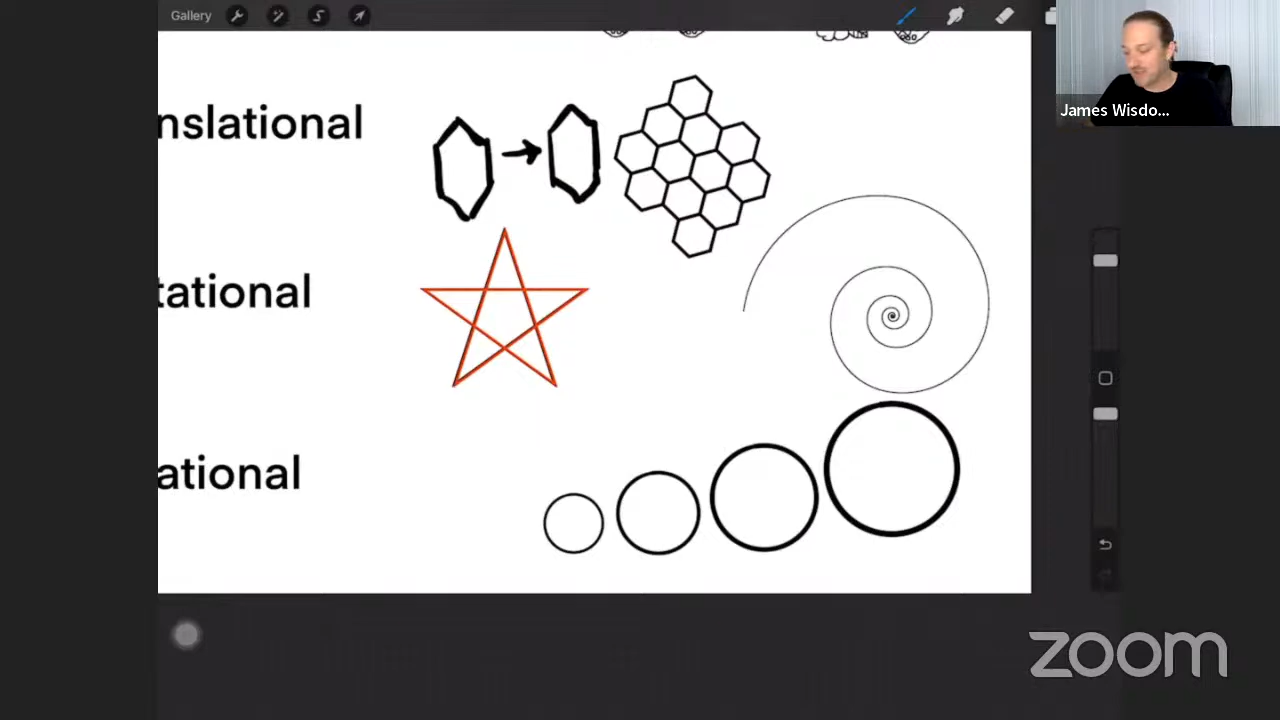 Gallery
James Wisdo...
nslational
tational
ational
zoom